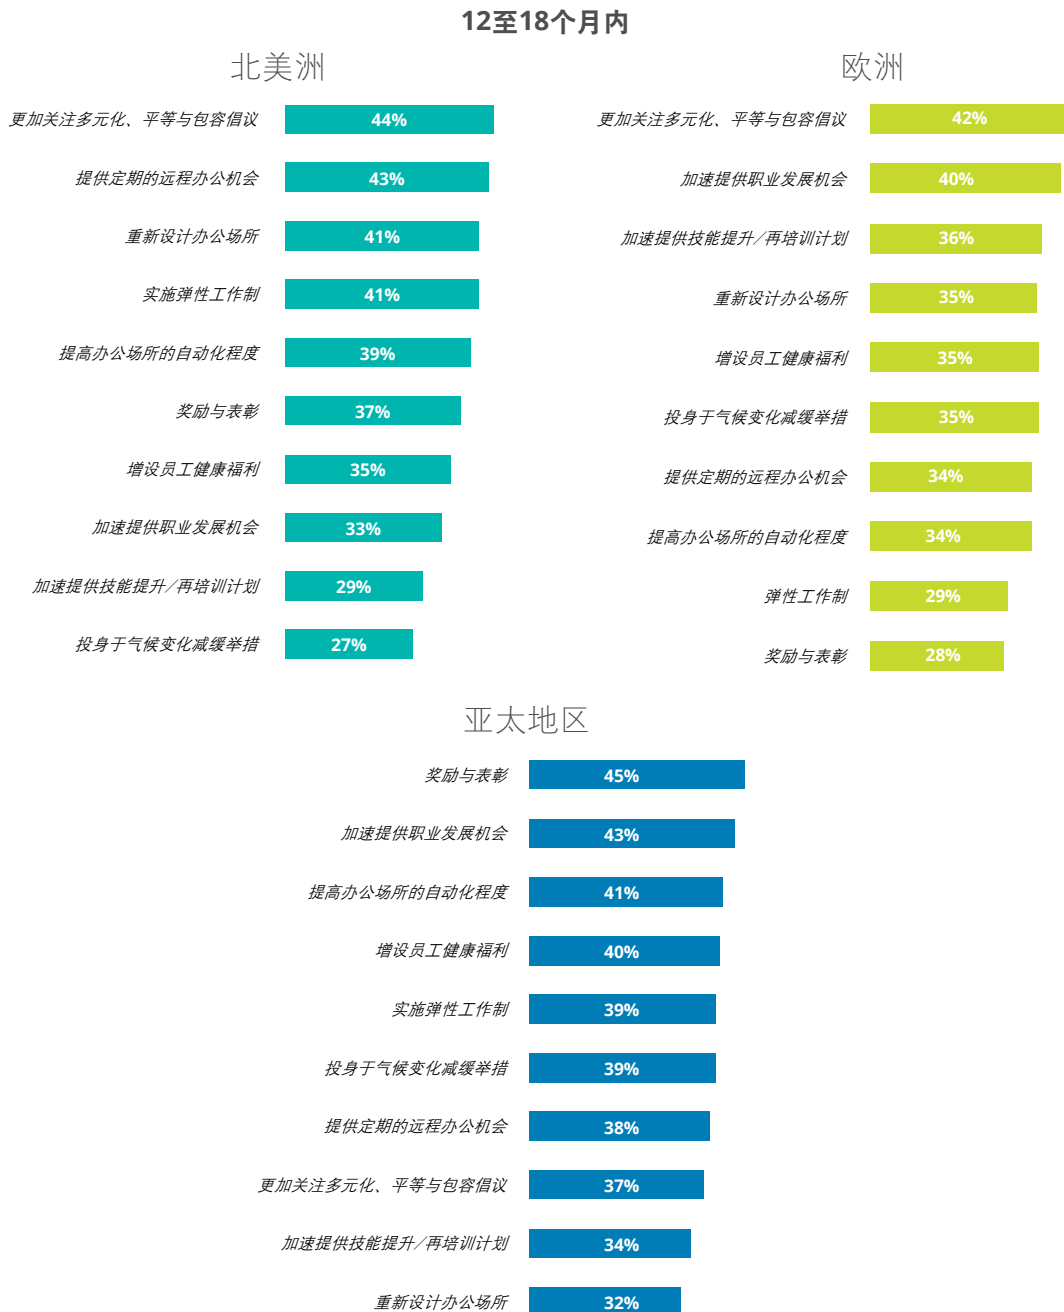 12至18个月内
北美洲
更加关注多元化、平等与包容倡议 44%
提供定期的远程办公机会 43%
重新设计办公场所 41%
实施弹性工作制 41%
提高办公场所的自动化程度 39%
奖励与表彰 37%
增设员工健康福利 35%
加速提供职业发展机会 33%
加速提供技能提升/再培训计划 29%
投身于气候变化减缓举措 27%
欧洲
更加关注多元化、平等与包容倡议 42%
加速提供职业发展机会 40%
加速提供技能提升/再培训计划 36%
重新设计办公场所 35%
增设员工健康福利 35%
投身于气候变化减缓举措 35%
提供定期的远程办公机会 34%
提高办公场所的自动化程度 34%
弹性工作制 29%
奖励与表彰 28%
亚太地区
奖励与表彰 45%
加速提供职业发展机会 43%
提高办公场所的自动化程度 41%
增设员工健康福利 40%
实施弹性工作制 39%
投身于气候变化减缓举措 39%
提供定期的远程办公机会 38%
更加关注多元化、平等与包容倡议 37%
加速提供技能提升/再培训计划 34%
重新设计办公场所 32%